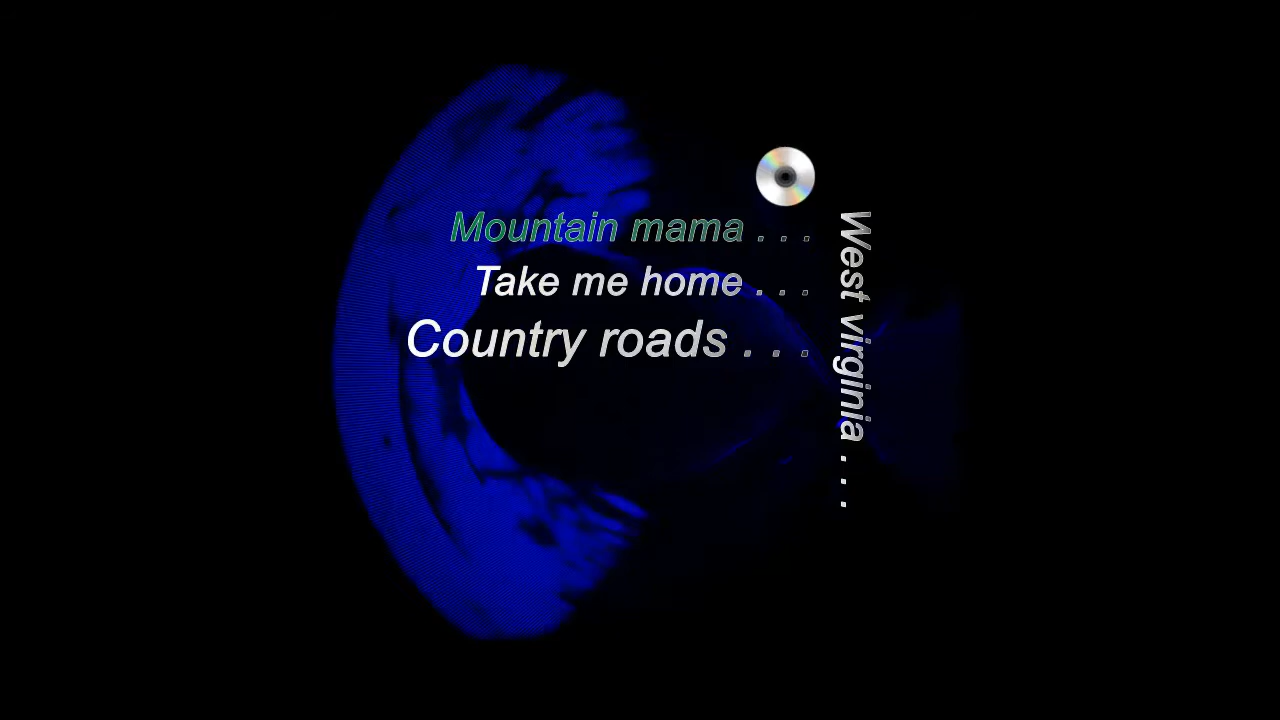 Mountain mama . . .
Take me home . . .
Country roads . . .
West virginia . . .